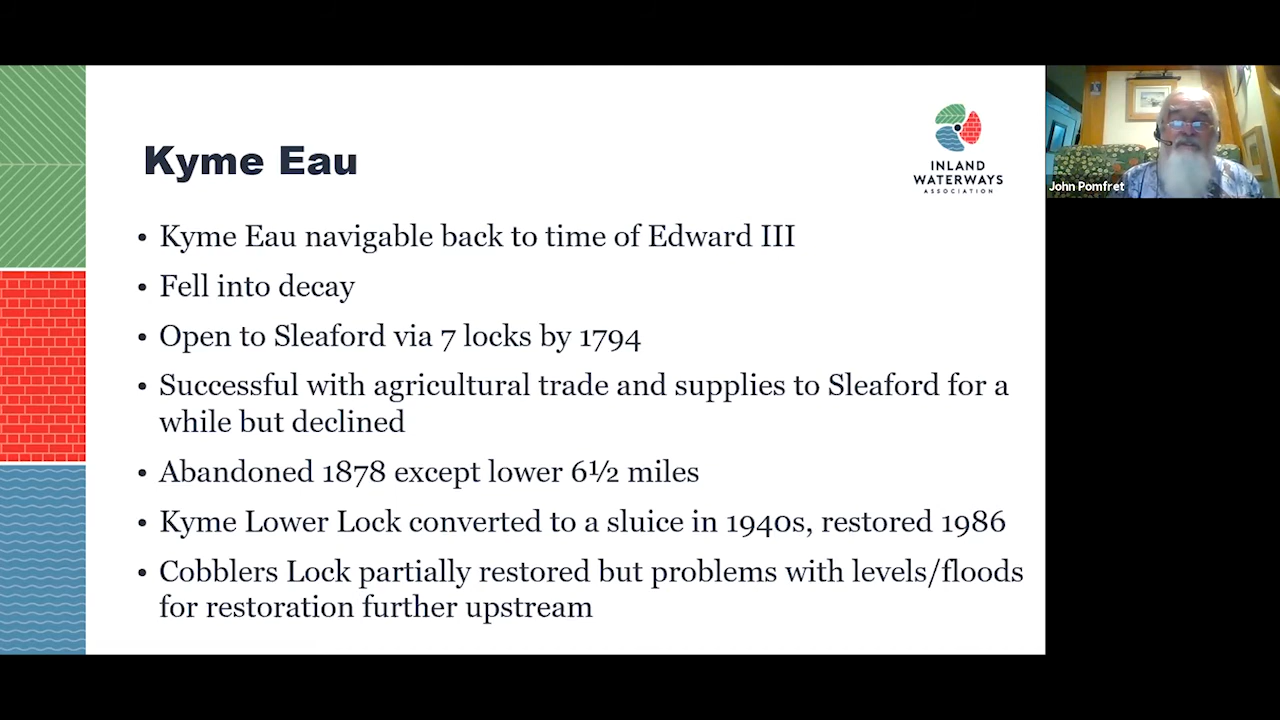 Kyme Eau
INLAND
WATERWAYS
ASSOCIATION
John Pomfret
• Kyme Eau navigable back to time of Edward III
• Fell into decay
• Open to Sleaford via 7 locks by 1794
• Successful with agricultural trade and supplies to Sleaford for a
while but declined
• Abandoned 1878 except lower 6½ miles
• Kyme Lower Lock converted to a sluice in 1940s, restored 1986
• Cobblers Lock partially restored but problems with levels/floods
for restoration further upstream